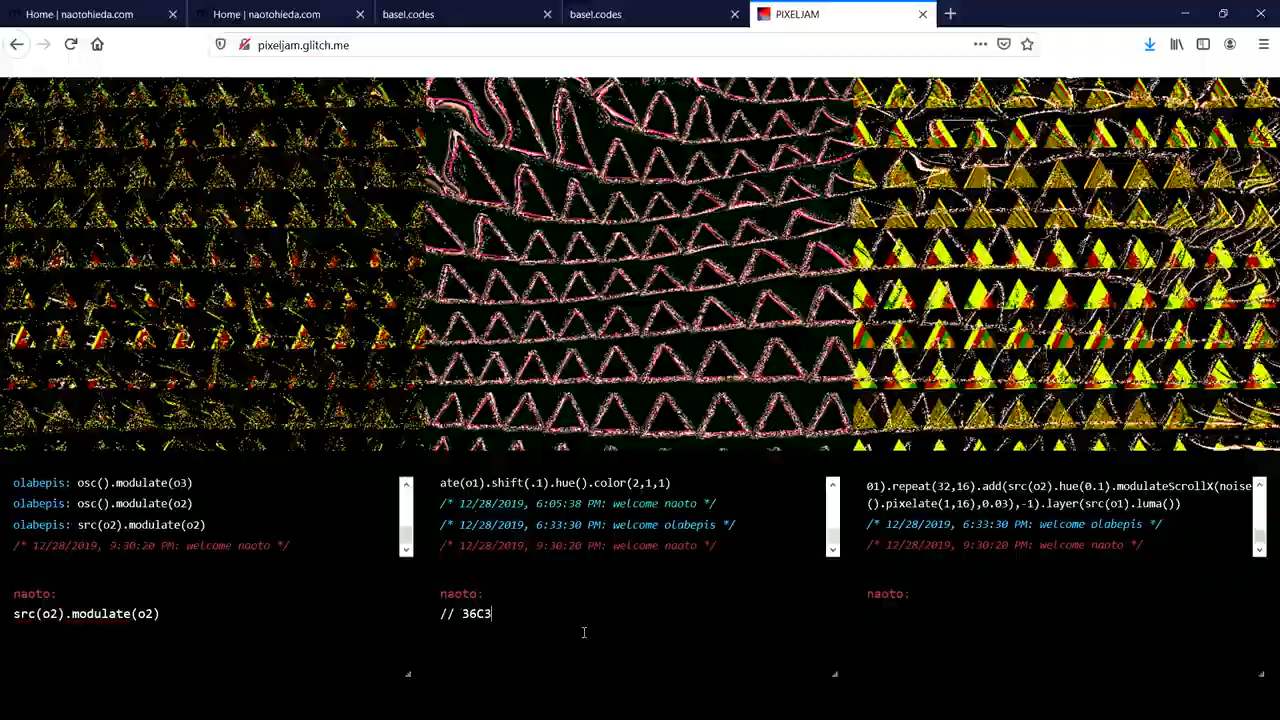 Home | naotohieda.com
Home | naotohieda.com
basel.codes
basel.codes
PIXELJAM
pixeljam.glitch.me
olabepis: osc().modulate(o3)
olabepis: osc().modulate(o2)
olabepis: src(o2).modulate(o2)
/* 12/28/2019, 9:30:20 PM: welcome naoto */
naoto:
src(o2).modulate(o2)
ate(o1).shift(.1).hue().color(2,1,1)
/* 12/28/2019, 6:05:38 PM: welcome naoto */
/* 12/28/2019, 6:33:30 PM: welcome olabepis */
/* 12/28/2019, 9:30:20 PM: welcome naoto */
naoto:
// 36C3
01).repeat(32,16).add(src(o2).hue(0.1).modulateScrollX(noise
().pixelate(1,16),0.03),-1).layer(src(o1).luma())
/* 12/28/2019, 6:33:30 PM: welcome olabepis */
/* 12/28/2019, 9:30:20 PM: welcome naoto */
naoto: